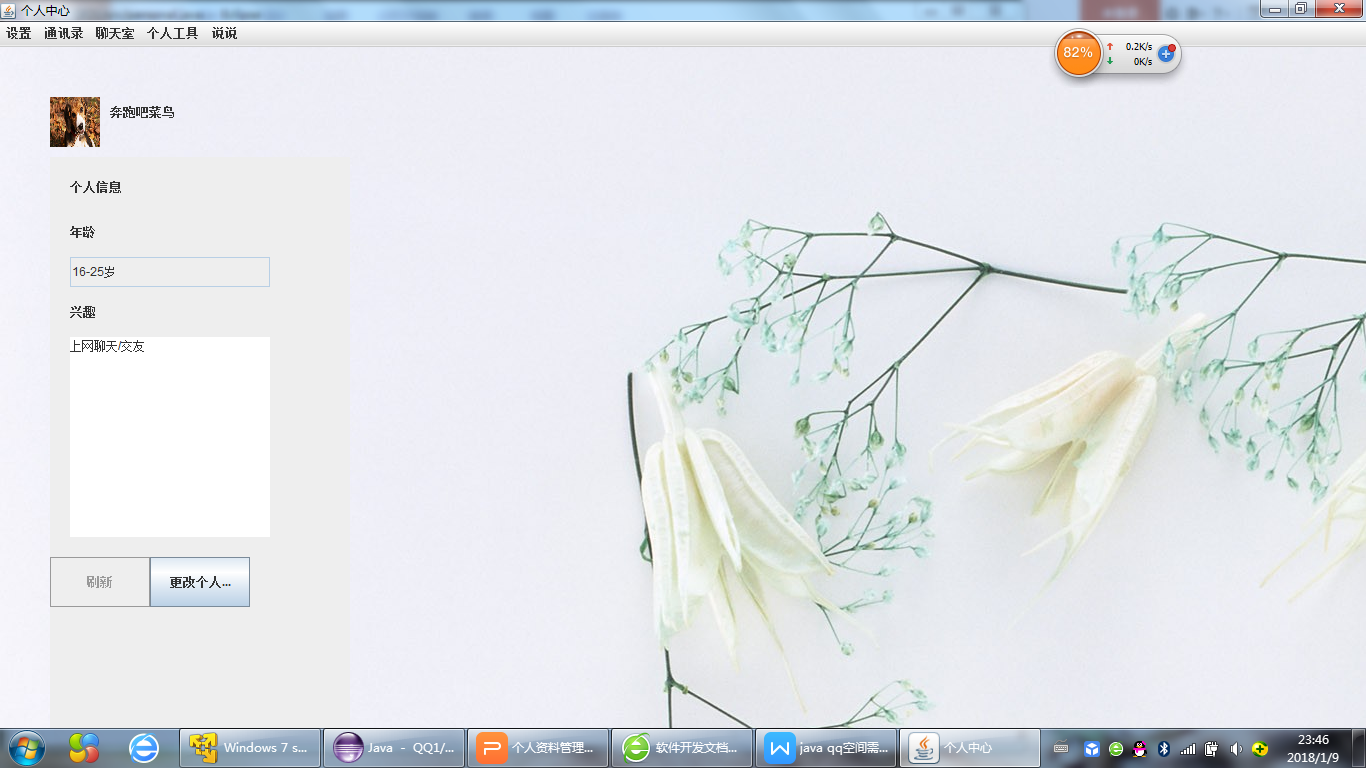 个人中心
设置 通讯录 聊天室 个人工具 说说
82%
0.2K/s
0K/s
奔跑吧菜鸟
个人信息
年龄
16-25岁
兴趣
上网聊天/交友
刷新 更改个人...
Windows 7 s... Java - QQ1/... 个人资料管理... 软件开发文档... java qq空间需... 个人中心
23:46
2018/1/9